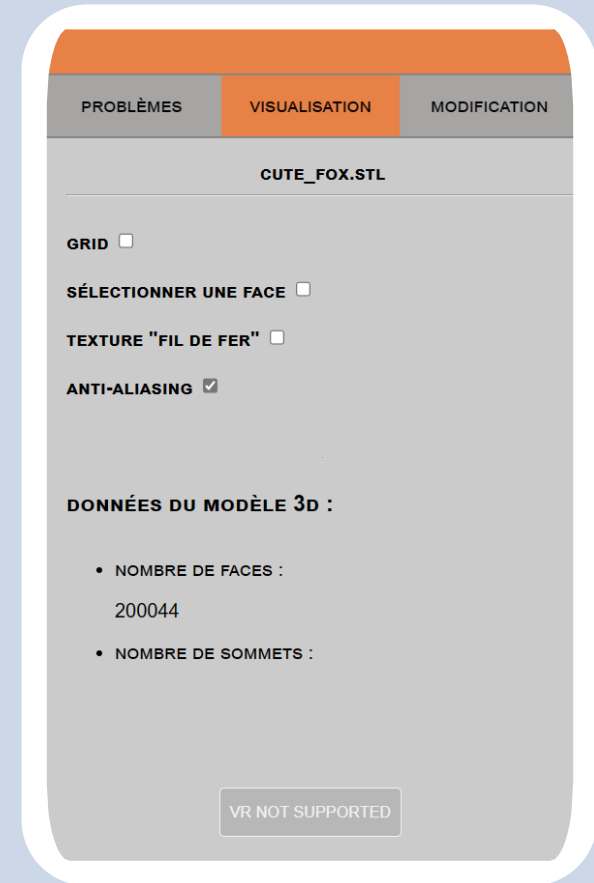 PROBLÈMES VISUALISATION MODIFICATION
CUTE_FOX.STL
GRID
SÉLECTIONNER UNE FACE
TEXTURE "FIL DE FER"
ANTI-ALIASING
DONNÉES DU MODÈLE 3D :
• NOMBRE DE FACES :
200044
• NOMBRE DE SOMMETS :
VR NOT SUPPORTED